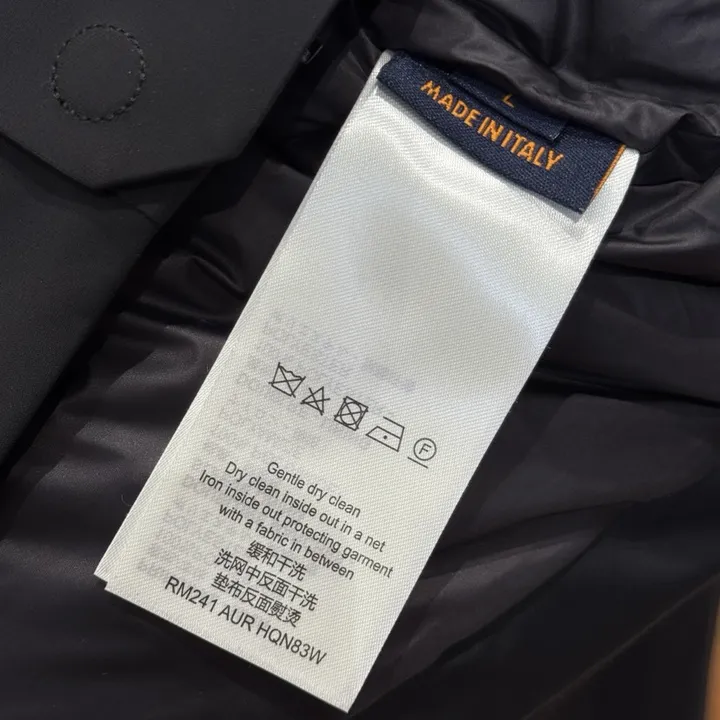 MADE IN ITALY
F
Gentle dry clean
Dry clean inside out in a net
Iron inside out protecting garment
with a fabric in between
缓和干洗
洗网中反面干洗
垫布反面熨烫
RM241 AUR HQN83W